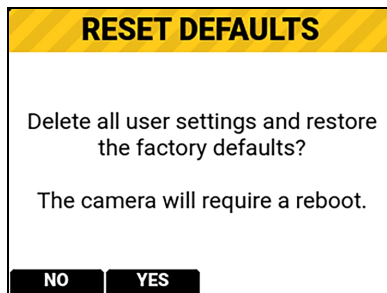 RESET DEFAULTS
Delete all user settings and restore
the factory defaults?
The camera will require a reboot.
NO
YES